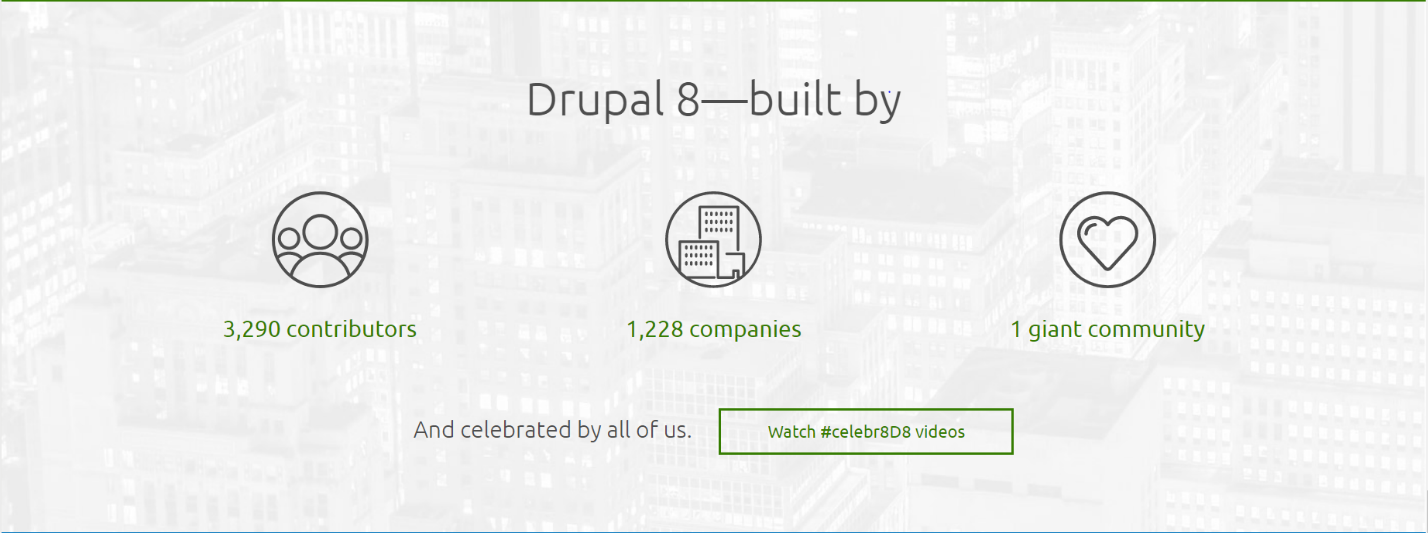 Drupal 8—built by
3,290 contributors
1,228 companies
1 giant community
And celebrated by all of us.
Watch #celebr8D8 videos